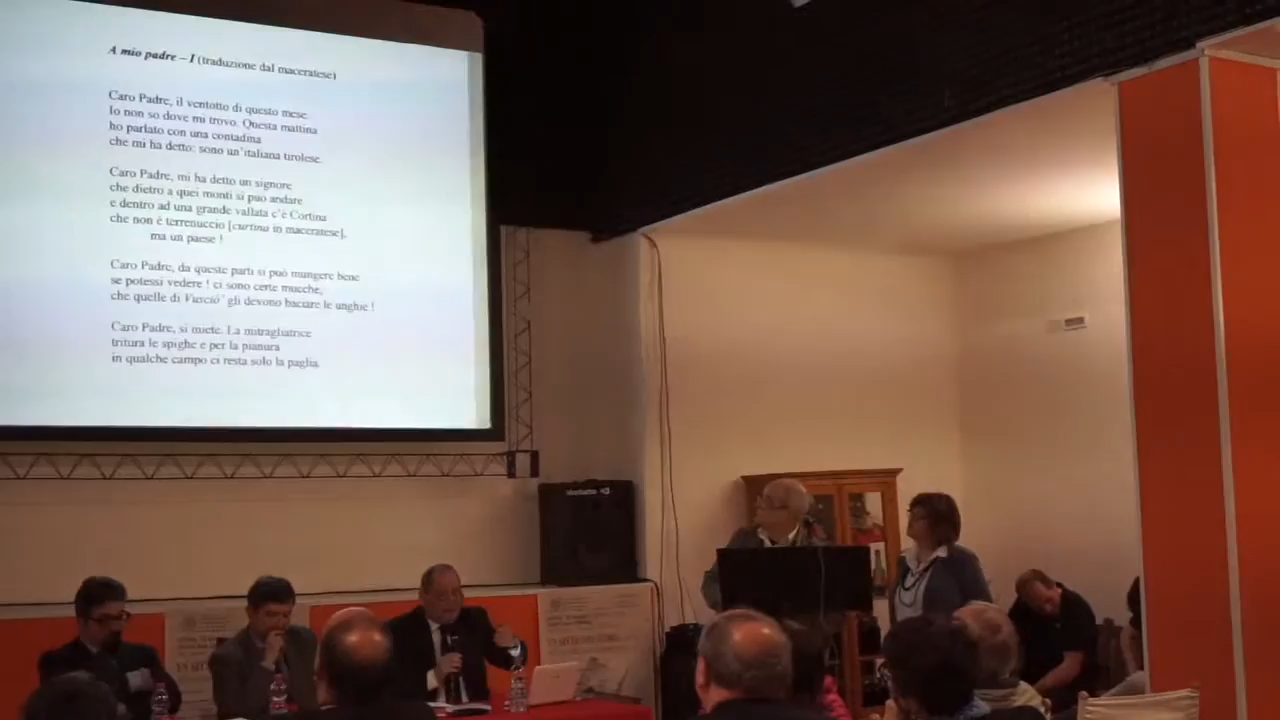 A mio padre – I (traduzione dal maceratese)
Caro Padre, il ventotto di questo mese.
Io non so dove mi trovo. Questa mattina
ho parlato con una contadina
che mi ha detto: sono un'italiana tirolese.
Caro Padre, mi ha detto un signore
che dietro a quei monti si può andare
e dentro ad una grande vallata c'è Cortina
che non è terrenuccio [curtina in maceratese],
ma un paese !
Caro Padre, da queste parti si può mungere bene
se potessi vedere ! ci sono certe mucche,
che quelle di Vusciò' gli devono baciare le unghie !
Caro Padre, si miete. La mitragliatrice
tritura le spighe e per la pianura
in qualche campo ci resta solo la paglia.